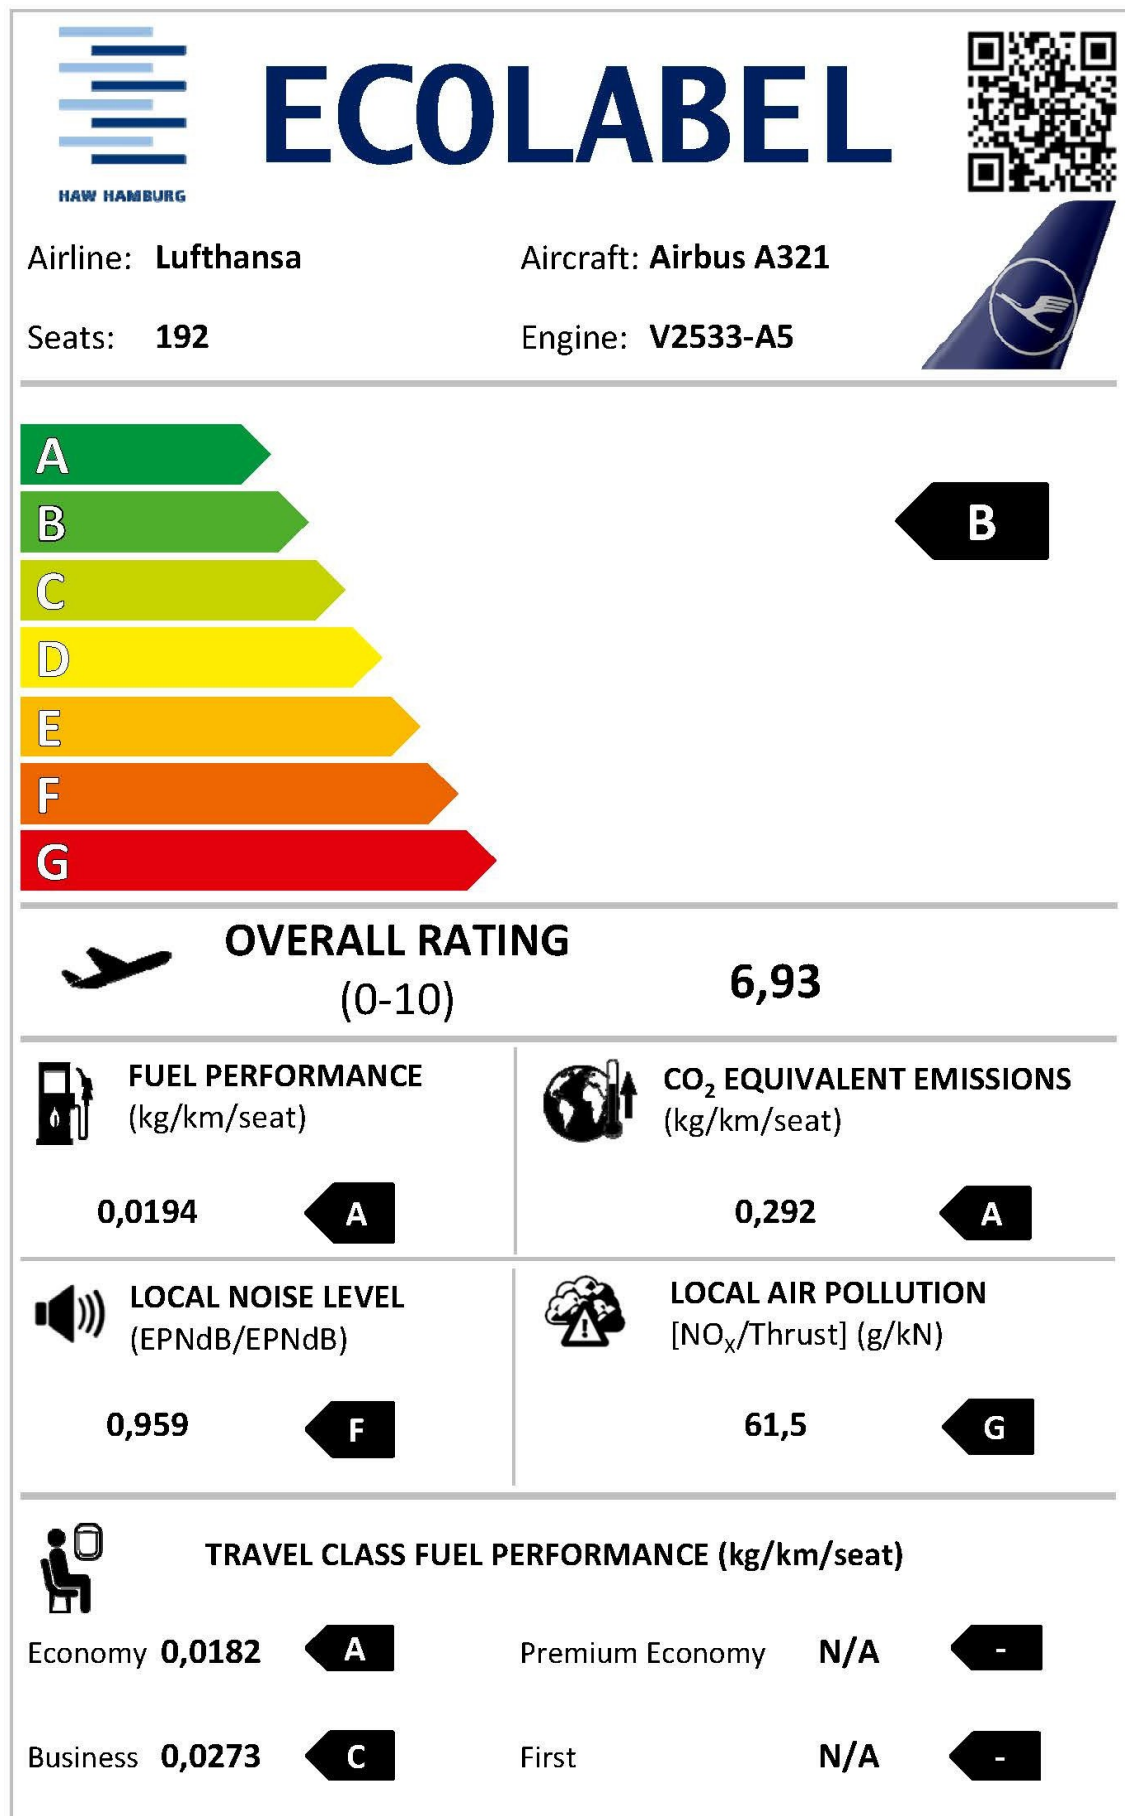 HAW HAMBURG
ECOLABEL
Airline: Lufthansa
Aircraft: Airbus A321
Seats: 192
Engine: V2533-A5
A
B
B
C
D
E
F
G
OVERALL RATING
(0-10)
6,93
FUEL PERFORMANCE
(kg/km/seat)
0,0194 A
CO₂ EQUIVALENT EMISSIONS
(kg/km/seat)
0,292 A
LOCAL NOISE LEVEL
(EPNdB/EPNdB)
0,959 F
LOCAL AIR POLLUTION
[NOₓ/Thrust] (g/kN)
61,5 G
TRAVEL CLASS FUEL PERFORMANCE (kg/km/seat)
Economy 0,0182 A
Premium Economy N/A -
Business 0,0273 C
First N/A -